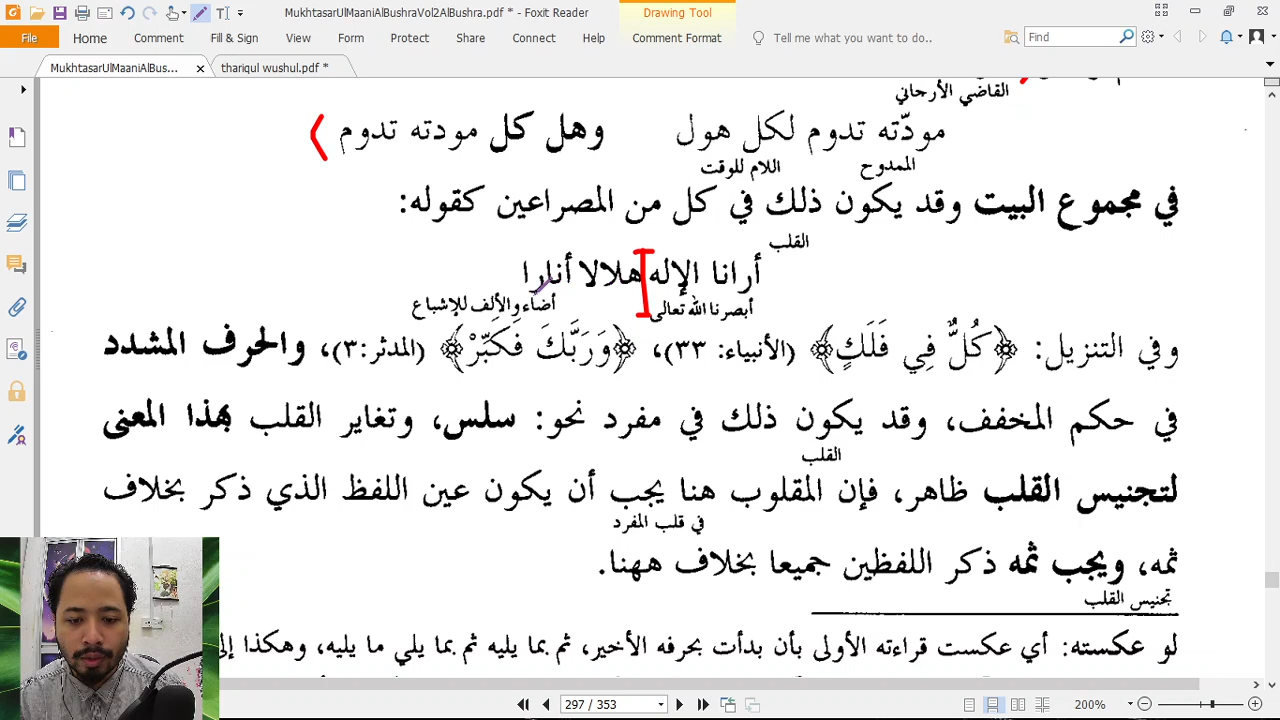 MukhtasarUlMaaniAlBushraVol2AlBushra.pdf * - Foxit Reader
Drawing Tool
File Home Comment Fill & Sign View Form Protect Share Connect Help Comment Format Tell me what you want to do.. Find
MukhtasarUlMaaniAlBus... thariqul wushul.pdf *
القاضي الأرجاني
مودّته تدوم لكل هول وهل كل مودته تدوم
الممدوح اللام للوقت
في مجموع البيت وقد يكون ذلك في كل من المصراعين كقوله:
القلب
أرانا الإله هلالا أنارا
أبصرنا الله تعالى أضاء والألف للإشباع
وفي التنزيل: ﴿كُلٌّ فِي فَلَكٍ﴾ (الأنبياء: ٣٣)، ﴿وَرَبَّكَ فَكَبِّرْ﴾ (المدثر:٣)، والحرف المشدد
في حكم المخفف، وقد يكون ذلك في مفرد نحو: سلس، وتغاير القلب بهذا المعنى
القلب
لتجنيس القلب ظاهر، فإن المقلوب هنا يجب أن يكون عين اللفظ الذي ذكر بخلاف
في قلب المفرد
ثمه، ويجب ثمه ذكر اللفظين جميعا بخلاف ههنا.
تجنيس القلب
لو عكسته: أي عكست قراءته الأولى بأن بدأت بحرفه الأخير، ثم بما يليه ثم بما يلي ما يليه، وهكذا إلى
297 / 353 200%